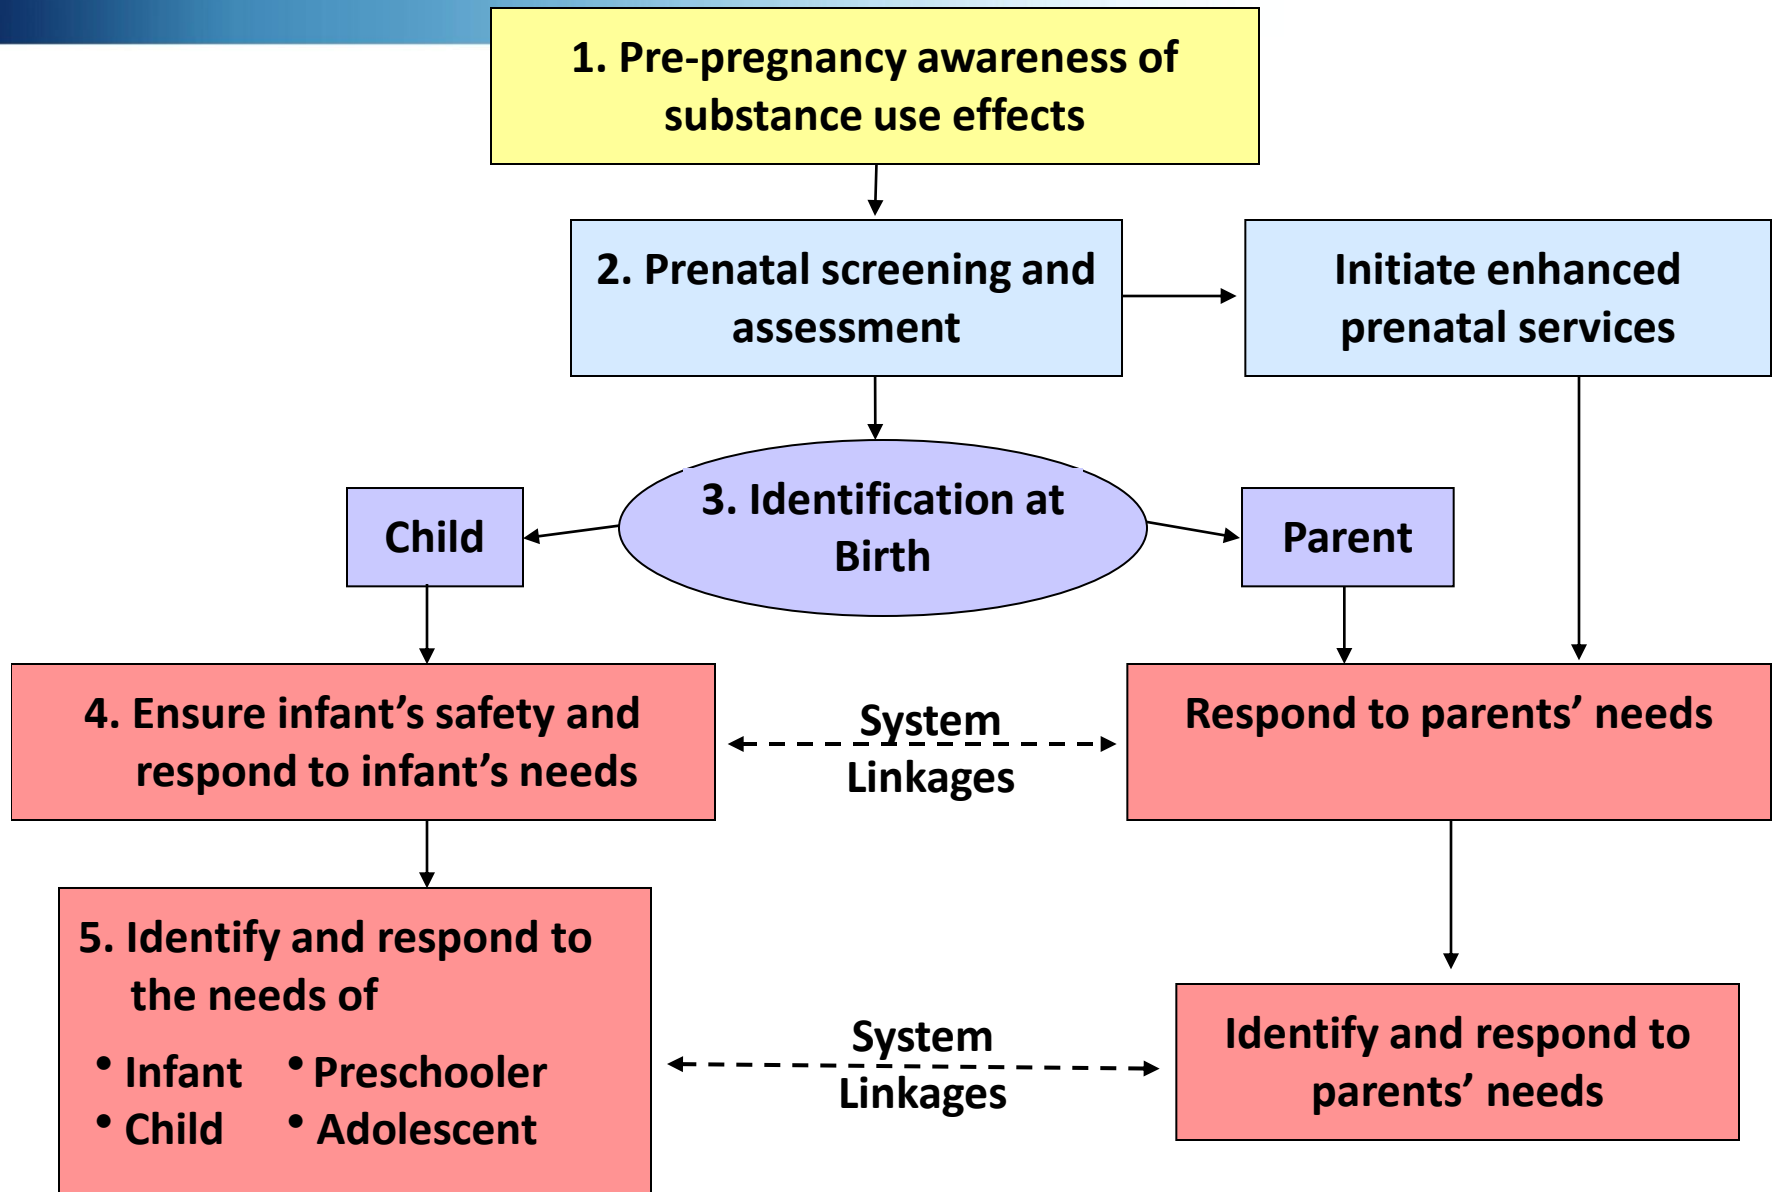 1. Pre-pregnancy awareness of
substance use effects
2. Prenatal screening and
assessment
Initiate enhanced
prenatal services
Child
3. Identification at
Birth
Parent
4. Ensure infant’s safety and
respond to infant’s needs
System
Linkages
Respond to parents’ needs
5. Identify and respond to
the needs of
• Infant • Preschooler
• Child • Adolescent
System
Linkages
Identify and respond to
parents’ needs